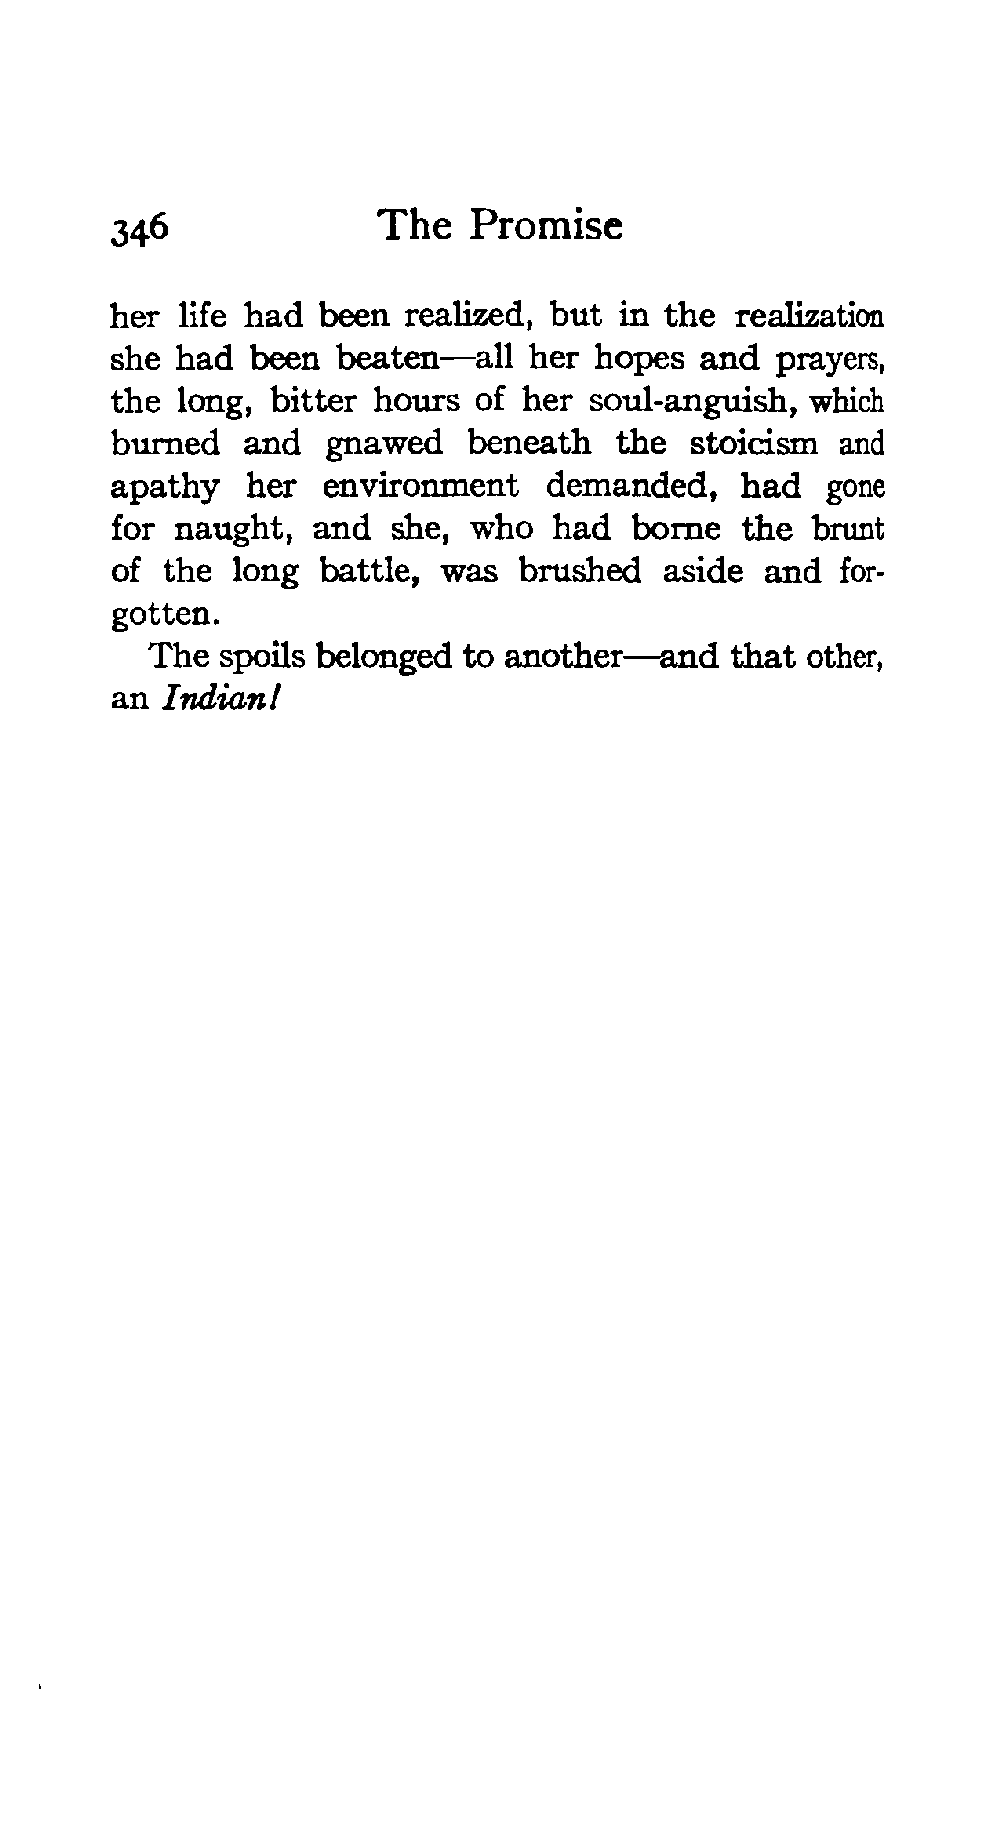 346 The Promise
her life had been realized, but in the realization
she had been beaten—all her hopes and prayers,
the long, bitter hours of her soul-anguish, which
burned and gnawed beneath the stoicism and
apathy her environment demanded, had gone
for naught, and she, who had borne the brunt
of the long battle, was brushed aside and for-
gotten.
The spoils belonged to another—and that other,
an Indian!